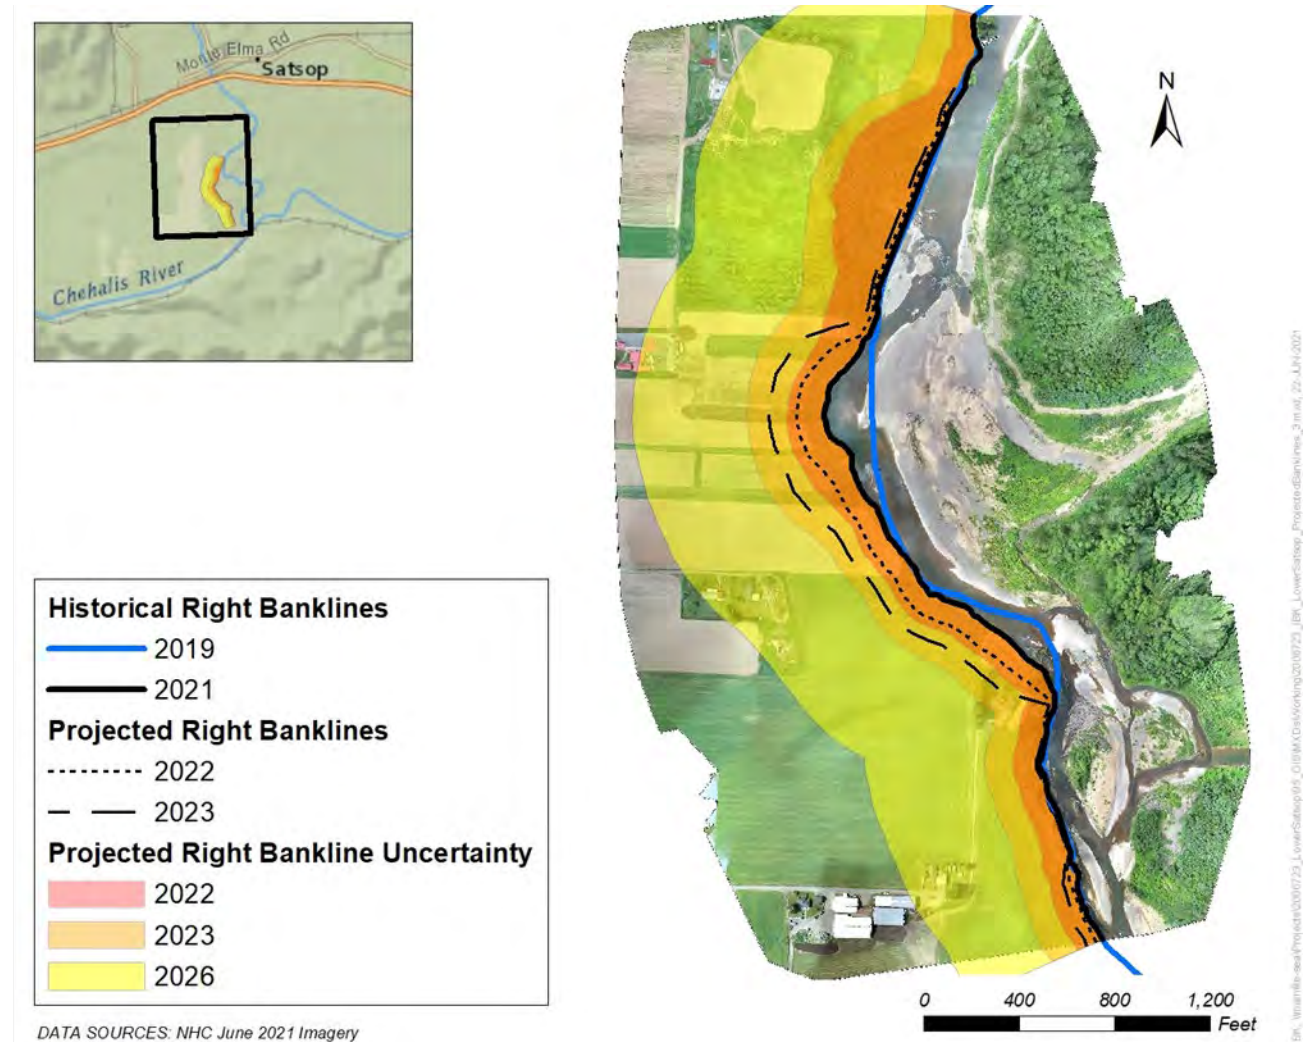 Monte Elma Rd
Satsop
Chehalis River
N
Historical Right Banklines
2019
2021
Projected Right Banklines
2022
2023
Projected Right Bankline Uncertainty
2022
2023
2026
0 400 800 1,200
Feet
DATA SOURCES: NHC June 2021 Imagery